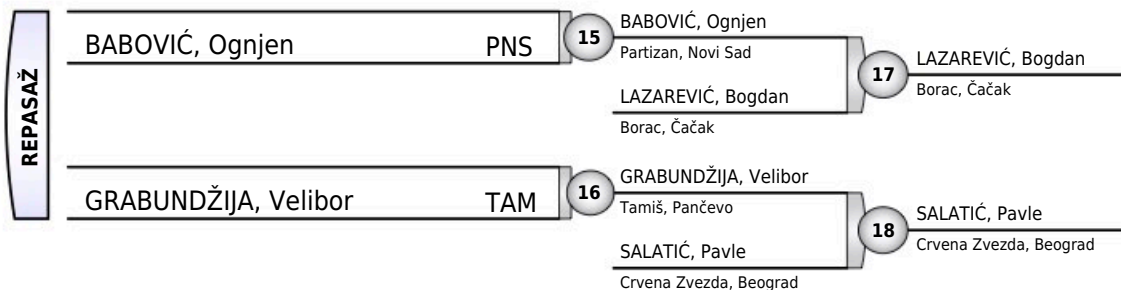 REPASAŽ
BABOVIĆ, Ognjen PNS
15
BABOVIĆ, Ognjen
Partizan, Novi Sad
LAZAREVIĆ, Bogdan
Borac, Čačak
17
LAZAREVIĆ, Bogdan
Borac, Čačak
GRABUNDŽIJA, Velibor TAM
16
GRABUNDŽIJA, Velibor
Tamiš, Pančevo
SALATIĆ, Pavle
Crvena Zvezda, Beograd
18
SALATIĆ, Pavle
Crvena Zvezda, Beograd